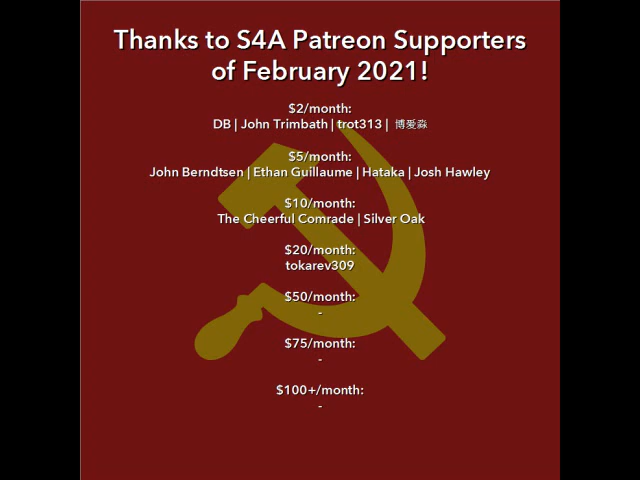 Thanks to S4A Patreon Supporters
of February 2021!
$2/month:
DB | John Trimbath | trot313 | 博爱淼
$5/month:
John Berndtsen | Ethan Guillaume | Hataka | Josh Hawley
$10/month:
The Cheerful Comrade | Silver Oak
$20/month:
tokarev309
$50/month:
-
$75/month:
-
$100+/month:
-